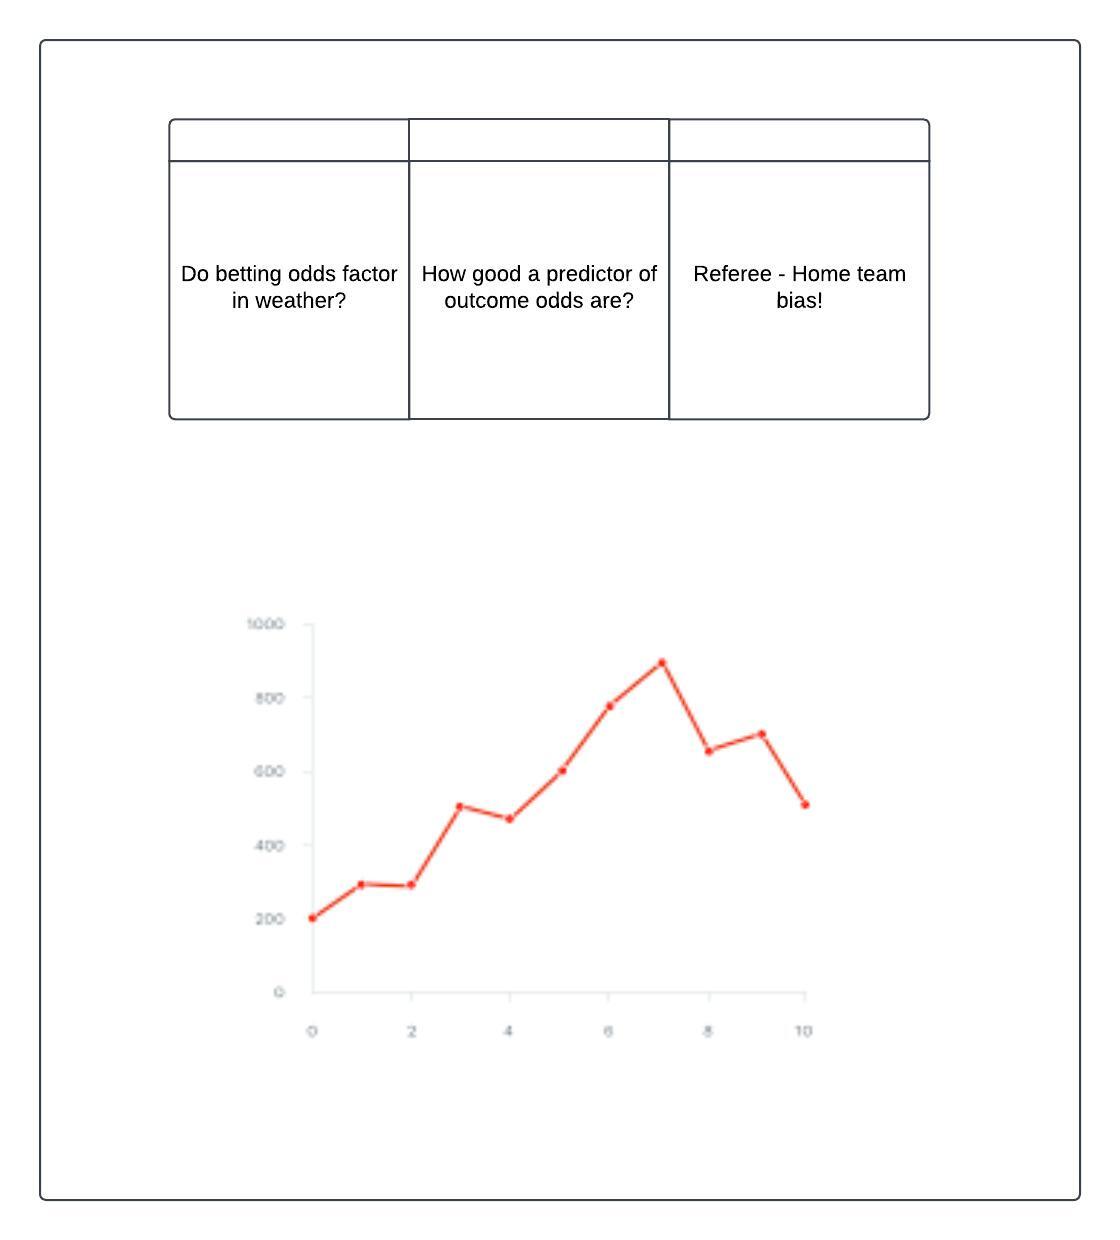 Do betting odds factor
in weather?
How good a predictor of
outcome odds are?
Referee - Home team
bias!
1000
800
600
400
200
0
0 2 4 6 8 10